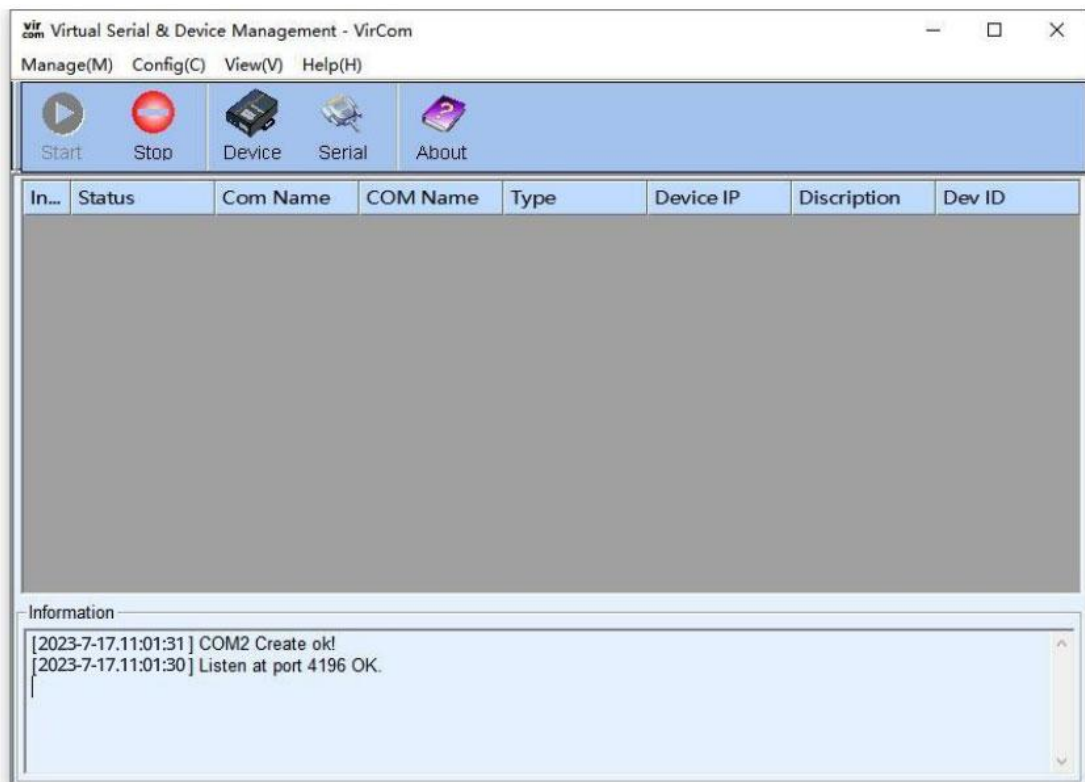 vir com Virtual Serial & Device Management - VirCom
Manage(M) Config(C) View(V) Help(H)
Start Stop Device Serial About
In... Status Com Name COM Name Type Device IP Discription Dev ID
Information
[2023-7-17.11:01:31] COM2 Create ok!
[2023-7-17.11:01:30] Listen at port 4196 OK.